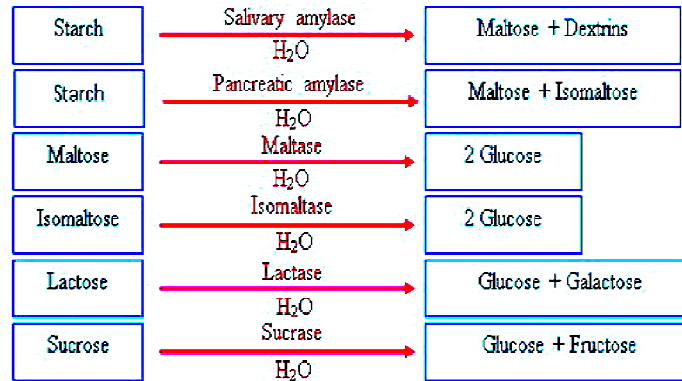 Starch Salivary amylase Maltose + Dextrins
H₂O
Starch Pancreatic amylase Maltose + Isomaltose
H₂O
Maltose Maltase 2 Glucose
H₂O
Isomaltose Isomaltase 2 Glucose
H₂O
Lactose Lactase Glucose + Galactose
H₂O
Sucrose Sucrase Glucose + Fructose
H₂O